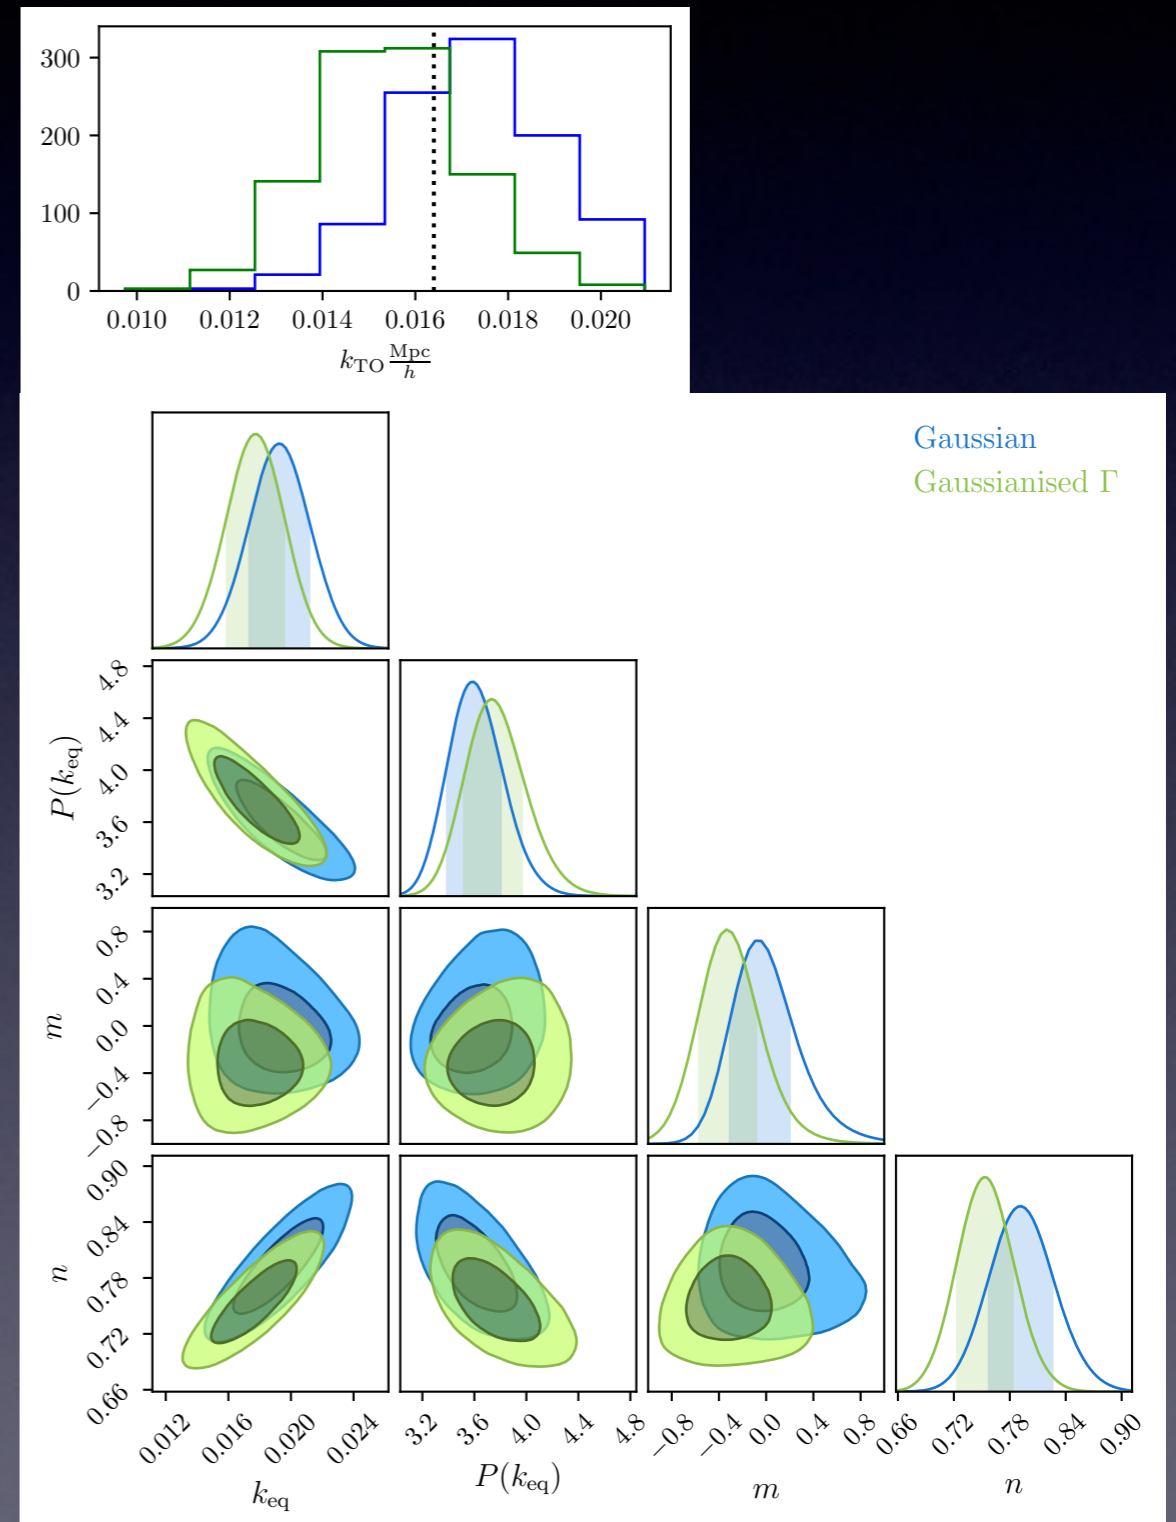 300
200
100
0
0.010 0.012 0.014 0.016 0.018 0.020
k_TO Mpc/h
Gaussian
Gaussianised Γ
4.8
4.4
4.0
3.6
3.2
P(k_eq)
0.8
0.4
0.0
−0.4
−0.8
m
0.90
0.84
0.78
0.72
0.66
n
0.012 0.016 0.020 0.024
3.2 3.6 4.0 4.4 4.8
−0.8 −0.4 0.0 0.4 0.8
0.66 0.72 0.78 0.84 0.90
k_eq P(k_eq) m n